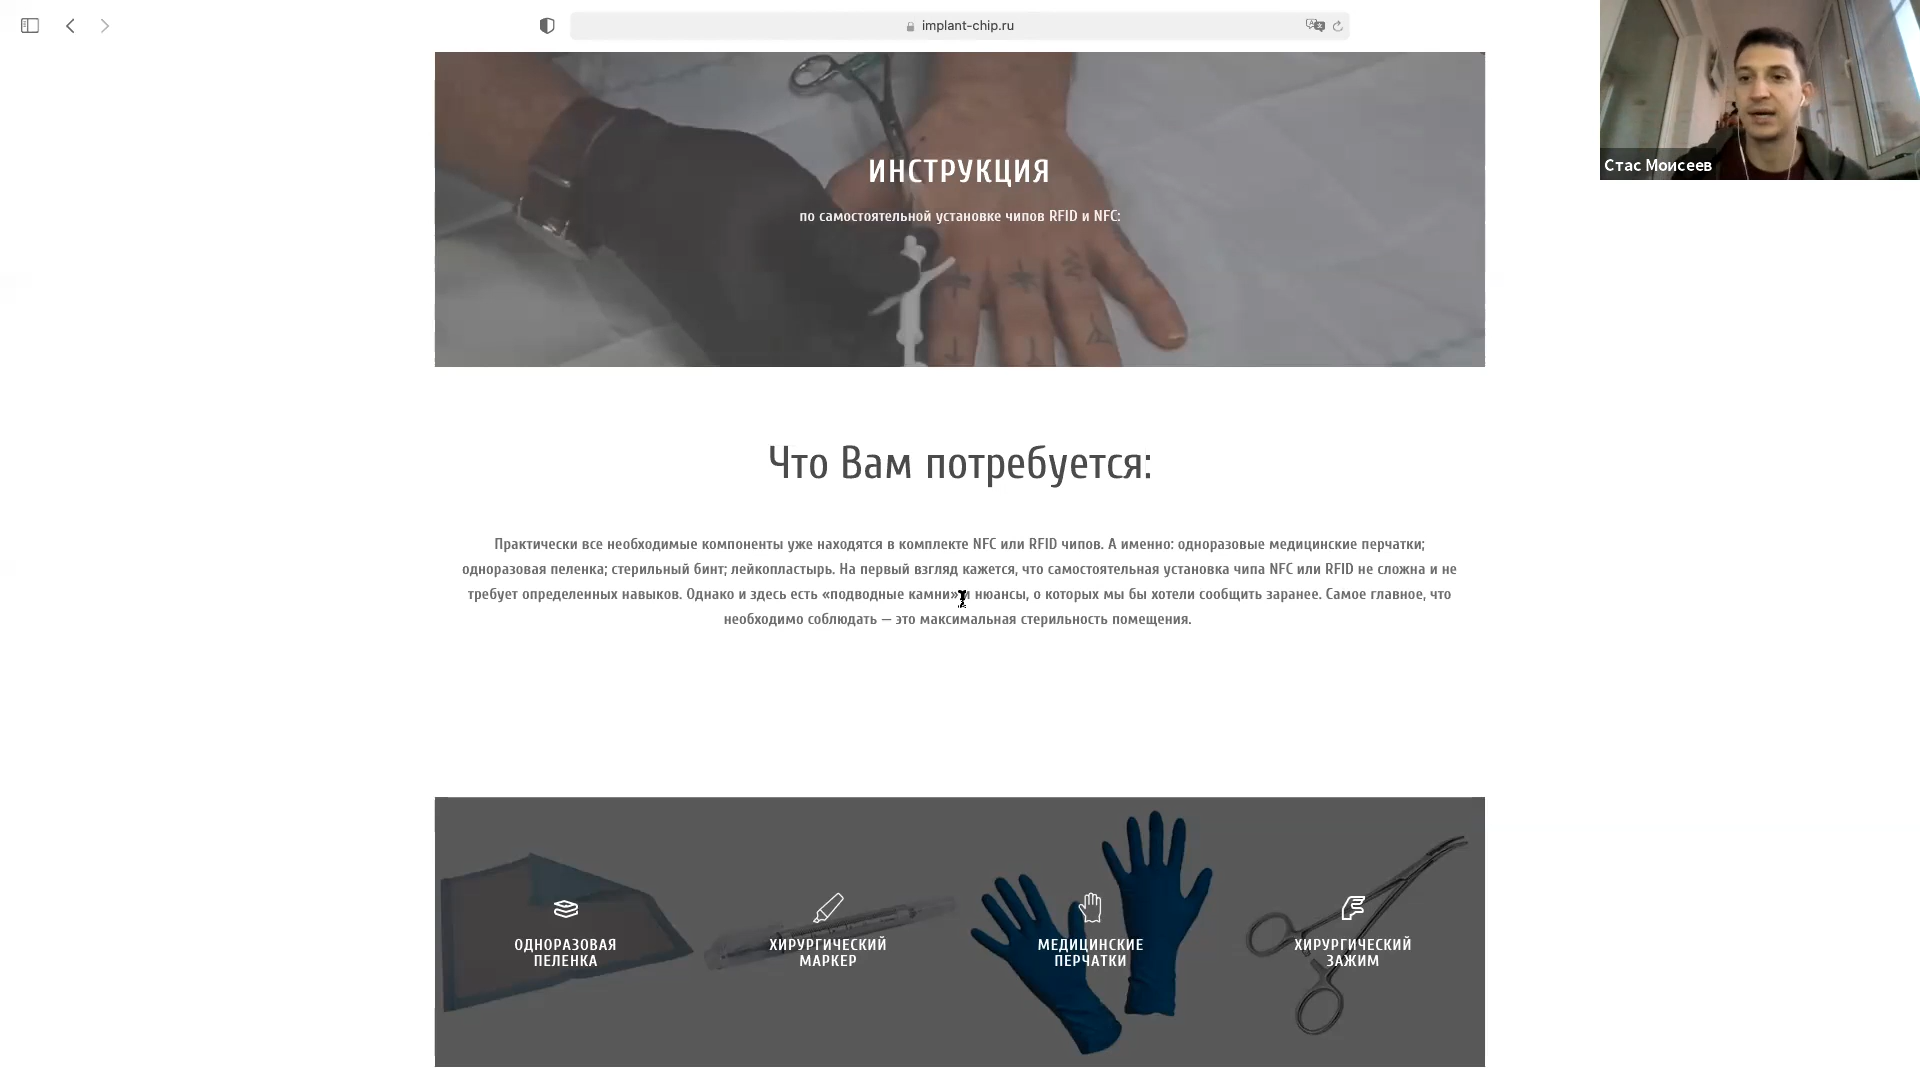 implant-chip.ru
Стас Моисеев
ИНСТРУКЦИЯ
по самостоятельной установке чипов RFID и NFC:
Что Вам потребуется:
Практически все необходимые компоненты уже находятся в комплекте NFC или RFID чипов. А именно: одноразовые медицинские перчатки;
одноразовая пеленка; стерильный бинт; лейкопластырь. На первый взгляд кажется, что самостоятельная установка чипа NFC или RFID не сложна и не
требует определенных навыков. Однако и здесь есть «подводные камни» и нюансы, о которых мы бы хотели сообщить заранее. Самое главное, что
необходимо соблюдать — это максимальная стерильность помещения.
ОДНОРАЗОВАЯ
ПЕЛЕНКА
ХИРУРГИЧЕСКИЙ
МАРКЕР
МЕДИЦИНСКИЕ
ПЕРЧАТКИ
ХИРУРГИЧЕСКИЙ
ЗАЖИМ